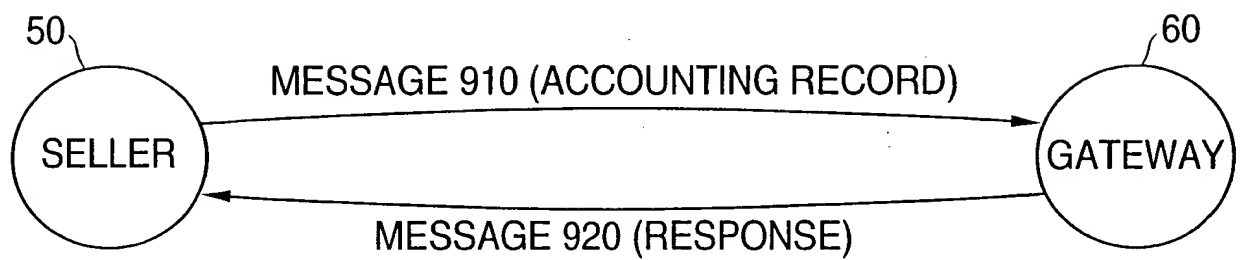 50
60
MESSAGE 910 (ACCOUNTING RECORD)
SELLER
GATEWAY
MESSAGE 920 (RESPONSE)